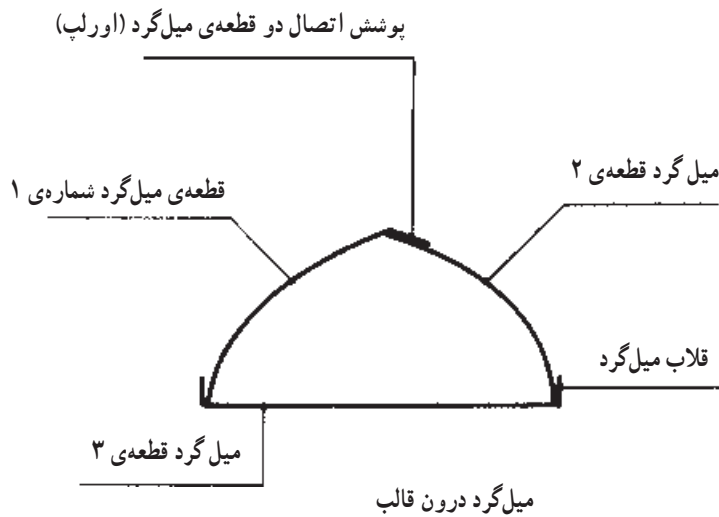 پوشش اتصال دو قطعه‌ی میل‌گرد (اورلپ)
میل گرد قطعه‌ی ۲
قطعه‌ی میل‌گرد شماره‌ی ۱
قلاب میل‌گرد
میل گرد قطعه‌ی ۳
میل‌گرد درون قالب